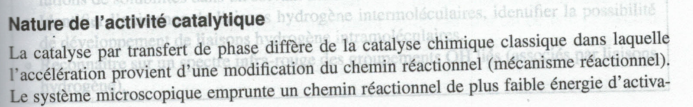 Nature de l'activité catalytique
La catalyse par transfert de phase diffère de la catalyse chimique classique dans laquelle
l'accélération provient d'une modification du chemin réactionnel (mécanisme réactionnel).
Le système microscopique emprunte un chemin réactionnel de plus faible énergie d'activa-